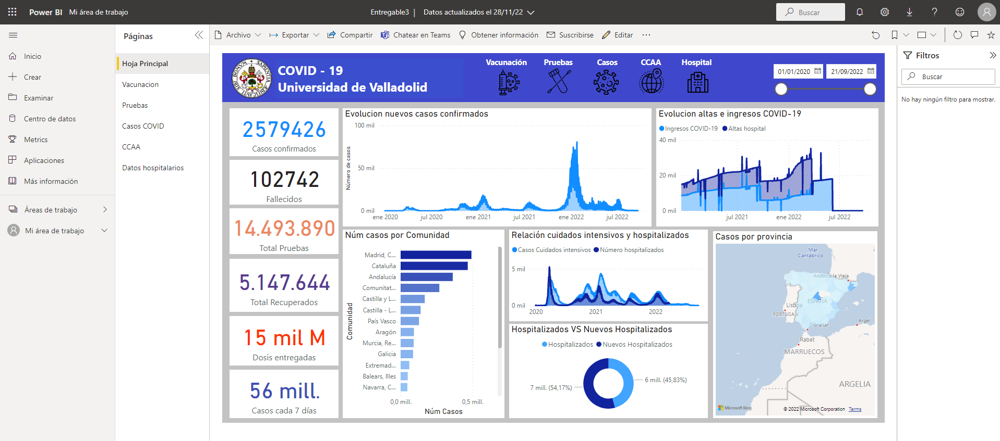 Power BI Mi área de trabajo
Entregable3 | Datos actualizados el 28/11/22
Buscar
Inicio
Crear
Examinar
Centro de datos
Metrics
Aplicaciones
Más información
Áreas de trabajo
Mi área de trabajo
Páginas
Hoja Principal
Vacunacion
Pruebas
Casos COVID
CCAA
Datos hospitalarios
Archivo
Exportar
Compartir
Chatear en Teams
Obtener información
Suscribirse
Editar
COVID - 19
Universidad de Valladolid
Vacunación
Pruebas
Casos
CCAA
Hospital
01/01/2020
21/09/2022
2579426
Casos confirmados
102742
Fallecidos
14.493.890
Total Pruebas
5.147.644
Total Recuperados
15 mil M
Dosis entregadas
56 mill.
Casos cada 7 días
Evolucion nuevos casos confirmados
Número de casos
100 mil
50 mil
0 mil
ene 2020
jul 2020
ene 2021
jul 2021
ene 2022
jul 2022
Evolucion altas e ingresos COVID-19
Ingresos COVID-19
Altas hospital
40 mil
20 mil
0 mil
jul 2021
ene 2022
jul 2022
Núm casos por Comunidad
Comunidad
Madrid, C...
Cataluña
Andalucía
Comunitat...
Castilla y L...
Castilla - L...
País Vasco
Aragón
Murcia, Re...
Galicia
Extremad...
Balears, Illes
Navarra, C...
0,0 mill.
0,5 mill.
Núm Casos
Relación cuidados intensivos y hospitalizados
Casos Cuidados intensivos
Número hospitalizados
5 mil
0 mil
2020
2021
2022
Hospitalizados VS Nuevos Hospitalizados
Hospitalizados
Nuevos Hospitalizados
7 mill. (54,17%)
6 mill. (45,83%)
Casos por provincia
Mar
Cantábrico
Andorra la Vieja
ESPAÑA
Lisboa
PORTUGAL
Gibraltar
Argel
Rabat
MARRUECOS
ARGELIA
Microsoft Bing
© 2022 Microsoft Corporation Terms
Filtros
Buscar
No hay ningún filtro para mostrar.